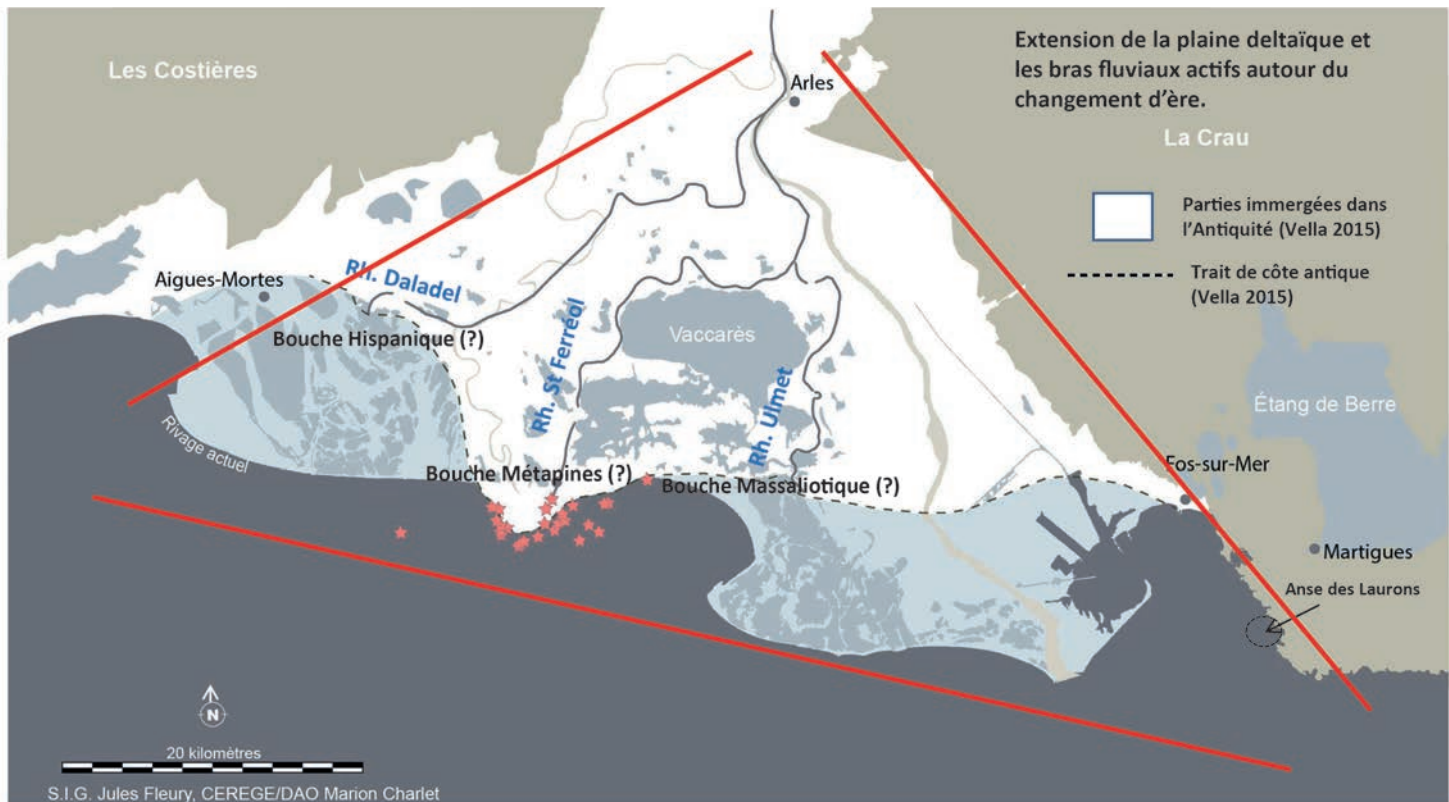 Extension de la plaine deltaïque et
les bras fluviaux actifs autour du
changement d'ère.
Les Costières
Arles
La Crau
Parties immergées dans
l'Antiquité (Vella 2015)
Trait de côte antique
(Vella 2015)
Aigues-Mortes
Rh. Daladel
Bouche Hispanique (?)
Rh. St Ferréol
Vaccarès
Rh. Ulmet
Étang de Berre
Rivage actuel
Bouche Métapines (?)
Bouche Massaliotique (?)
Fos-sur-Mer
Martigues
Anse des Laurons
N
20 kilomètres
S.I.G. Jules Fleury, CEREGE/DAO Marion Charlet